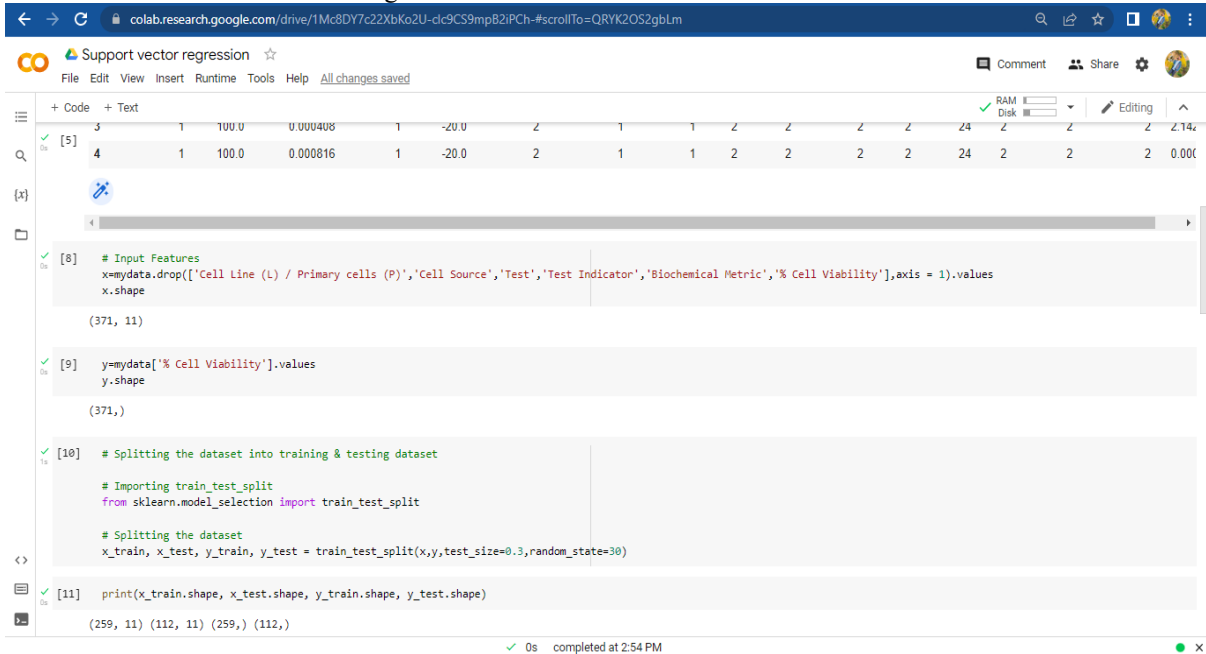 colab.research.google.com/drive/1Mc8DY7c22XbKo2U-clc9CS9mpB2iPCh-#scrollTo=QRYK2OS2gbLm
CO Support vector regression
File Edit View Insert Runtime Tools Help All changes saved
Comment Share
+ Code + Text
RAM
Disk
Editing
[5] 3 1 100.0 0.000408 1 -20.0 2 1 1 2 2 2 2 24 2 2 2 2.142
0s
4 1 100.0 0.000816 1 -20.0 2 1 1 2 2 2 2 24 2 2 2 0.000
{x}
[8] # Input Features
0s
x=mydata.drop(['Cell Line (L) / Primary cells (P)','Cell Source','Test','Test Indicator','Biochemical Metric','% Cell Viability'],axis = 1).values
x.shape
(371, 11)
[9] y=mydata['% Cell Viability'].values
0s
y.shape
(371,)
[10] # Splitting the dataset into training & testing dataset
1s
# Importing train_test_split
from sklearn.model_selection import train_test_split
# Splitting the dataset
x_train, x_test, y_train, y_test = train_test_split(x,y,test_size=0.3,random_state=30)
[11] print(x_train.shape, x_test.shape, y_train.shape, y_test.shape)
0s
(259, 11) (112, 11) (259,) (112,)
0s completed at 2:54 PM